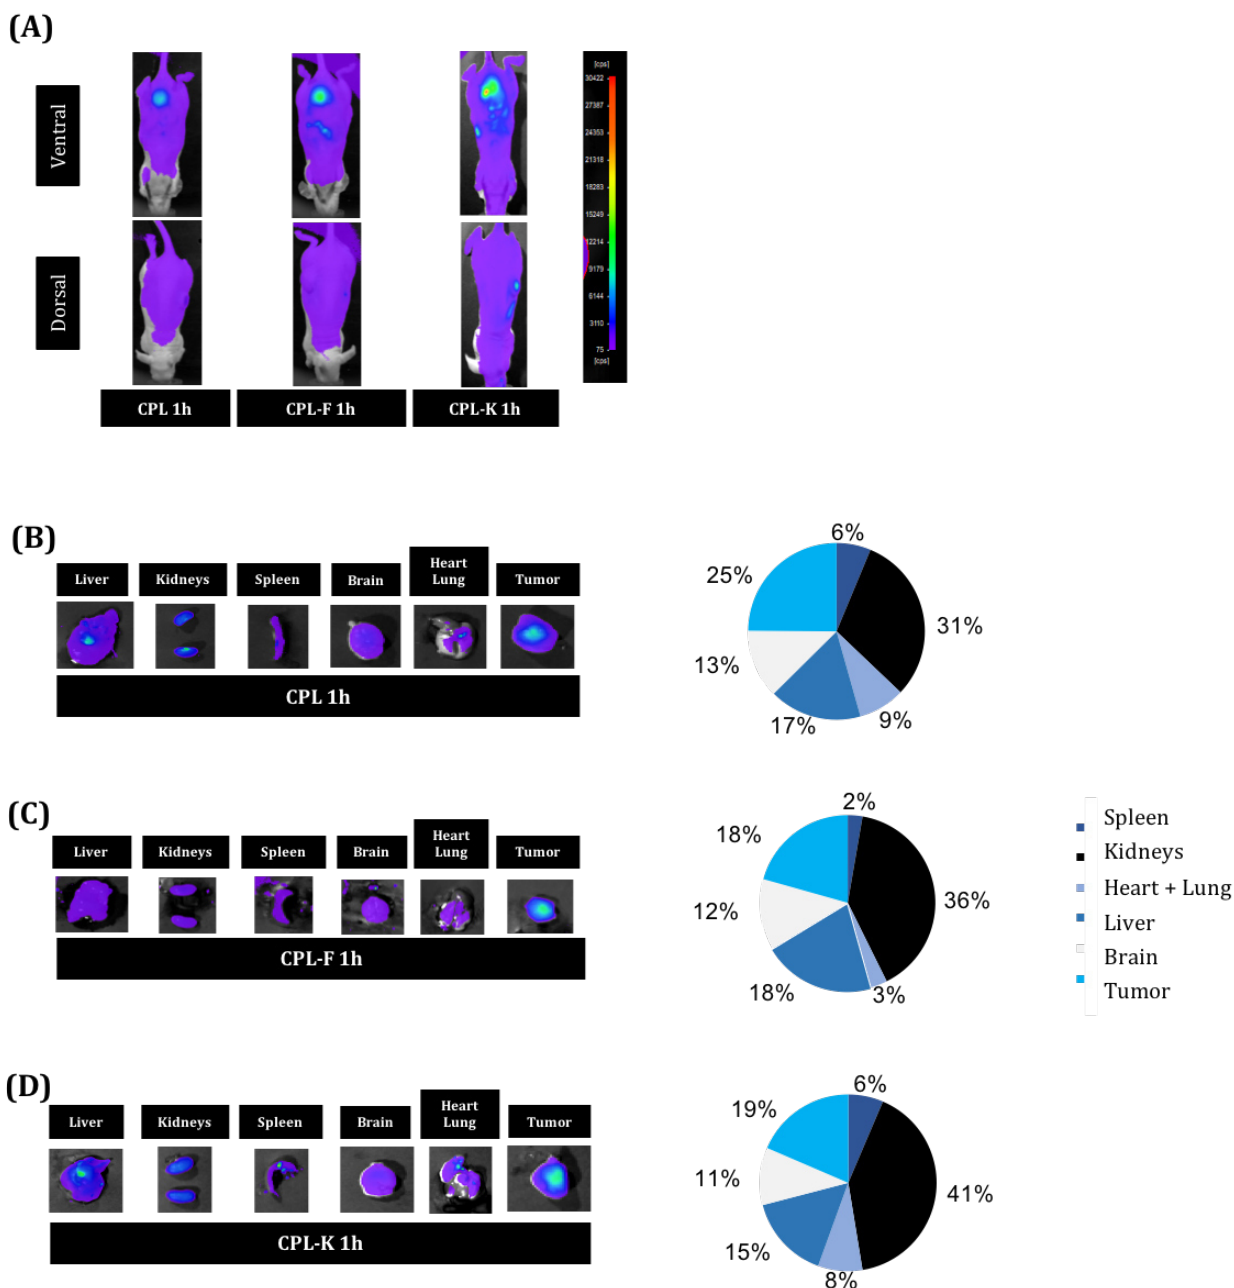 (A)
Ventral
Dorsal
[cps]
30422
27387
24353
21318
18283
15249
12214
9179
6144
3110
75
[cps]
CPL 1h
CPL-F 1h
CPL-K 1h
(B)
Liver
Kidneys
Spleen
Brain
Heart
Lung
Tumor
CPL 1h
6%
25%
31%
13%
17%
9%
(C)
Liver
Kidneys
Spleen
Brain
Heart
Lung
Tumor
CPL-F 1h
2%
18%
36%
12%
18%
3%
Spleen
Kidneys
Heart + Lung
Liver
Brain
Tumor
(D)
Liver
Kidneys
Spleen
Brain
Heart
Lung
Tumor
CPL-K 1h
6%
19%
11%
41%
15%
8%